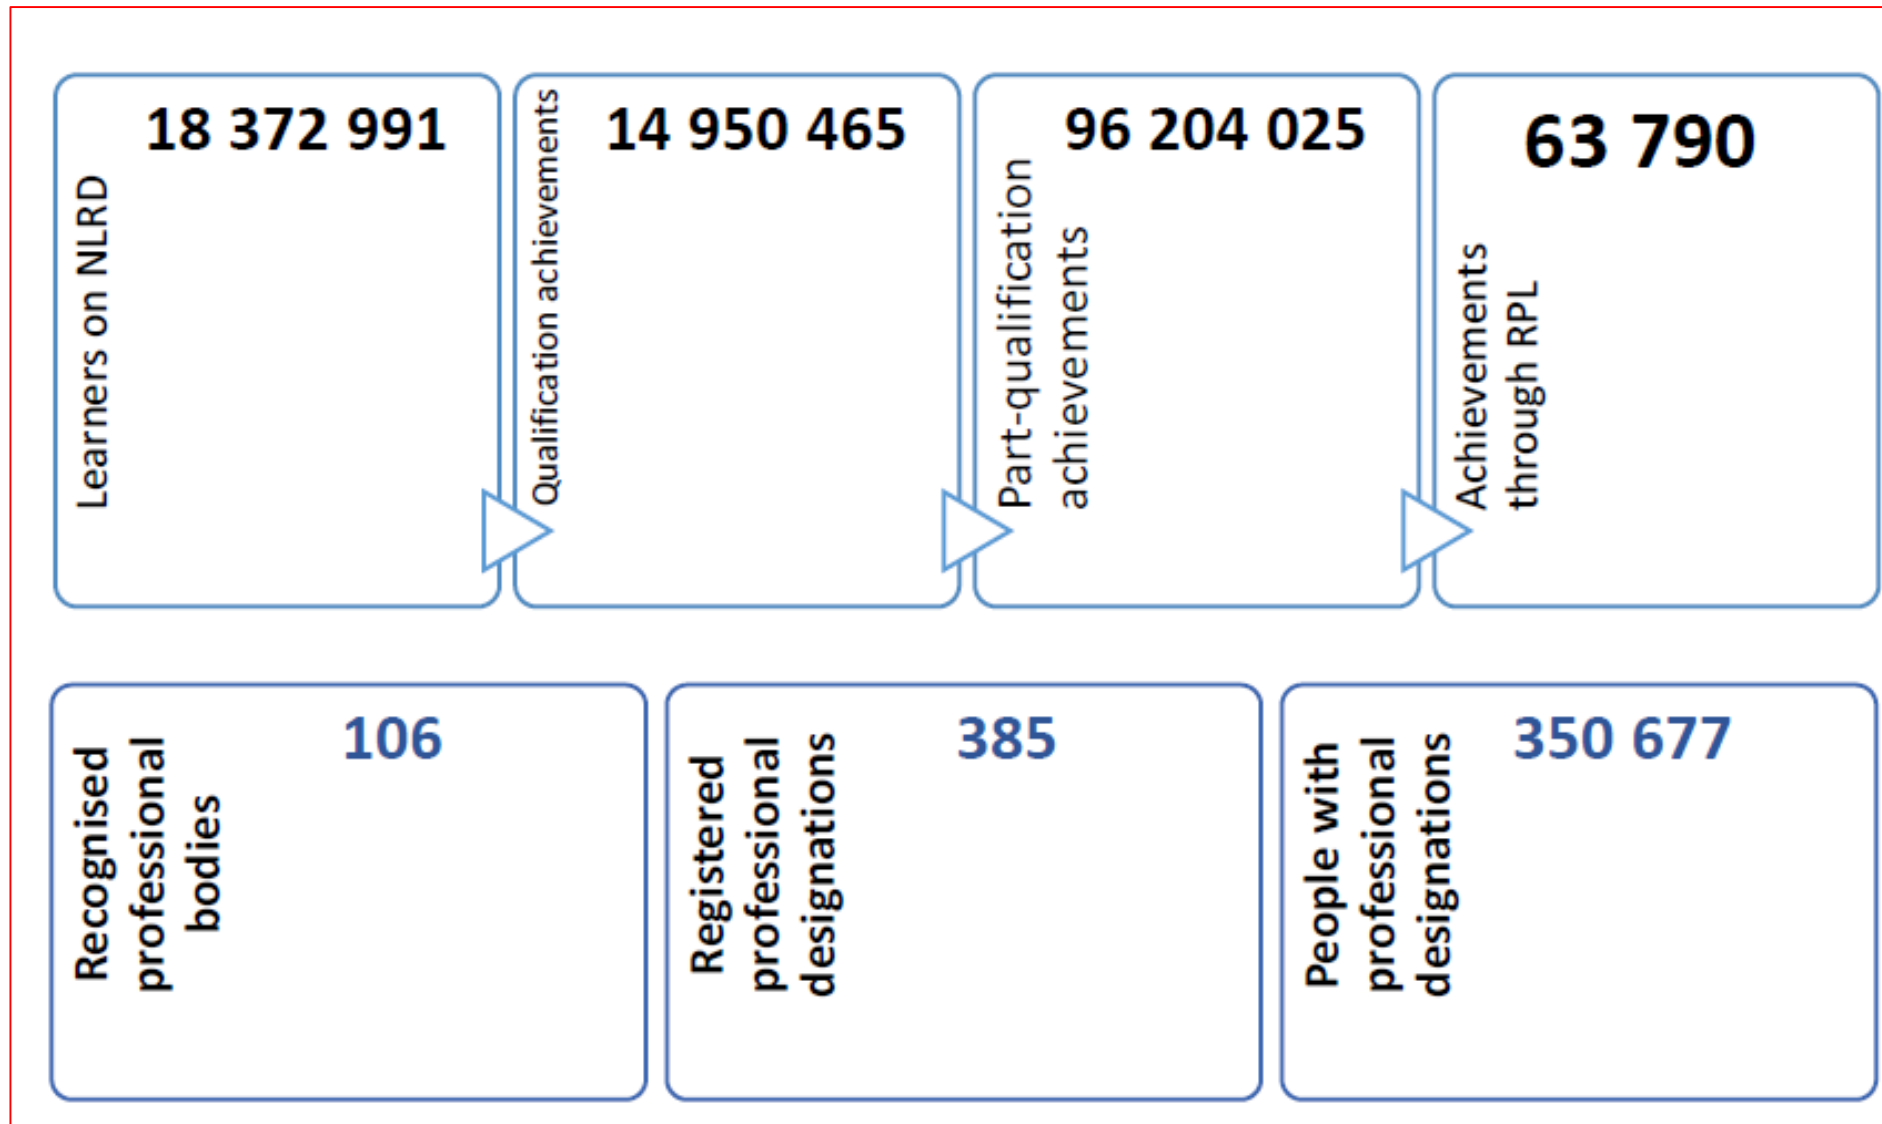 Learners on NLRD
18 372 991
Qualification achievements
14 950 465
Part-qualification
achievements
96 204 025
Achievements
through RPL
63 790
Recognised
professional
bodies
106
Registered
professional
designations
385
People with
professional
designations
350 677